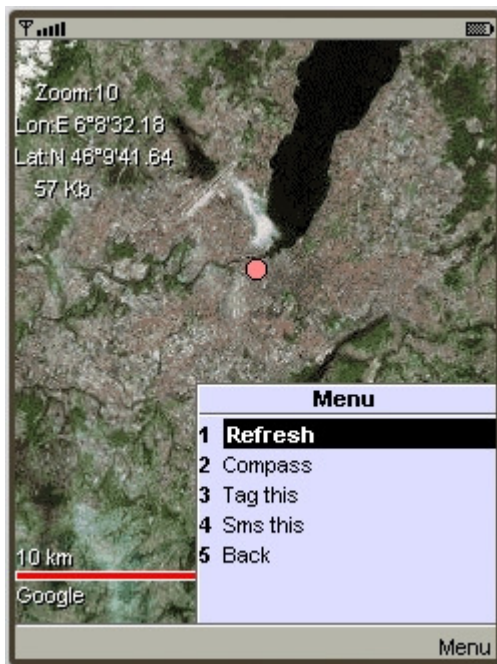 Zoom:10
Lon:E 6°8'32.18
Lat:N 46°9'41.64
57 Kb
Menu
1 Refresh
2 Compass
3 Tag this
4 Sms this
5 Back
10 km
Google
Menu